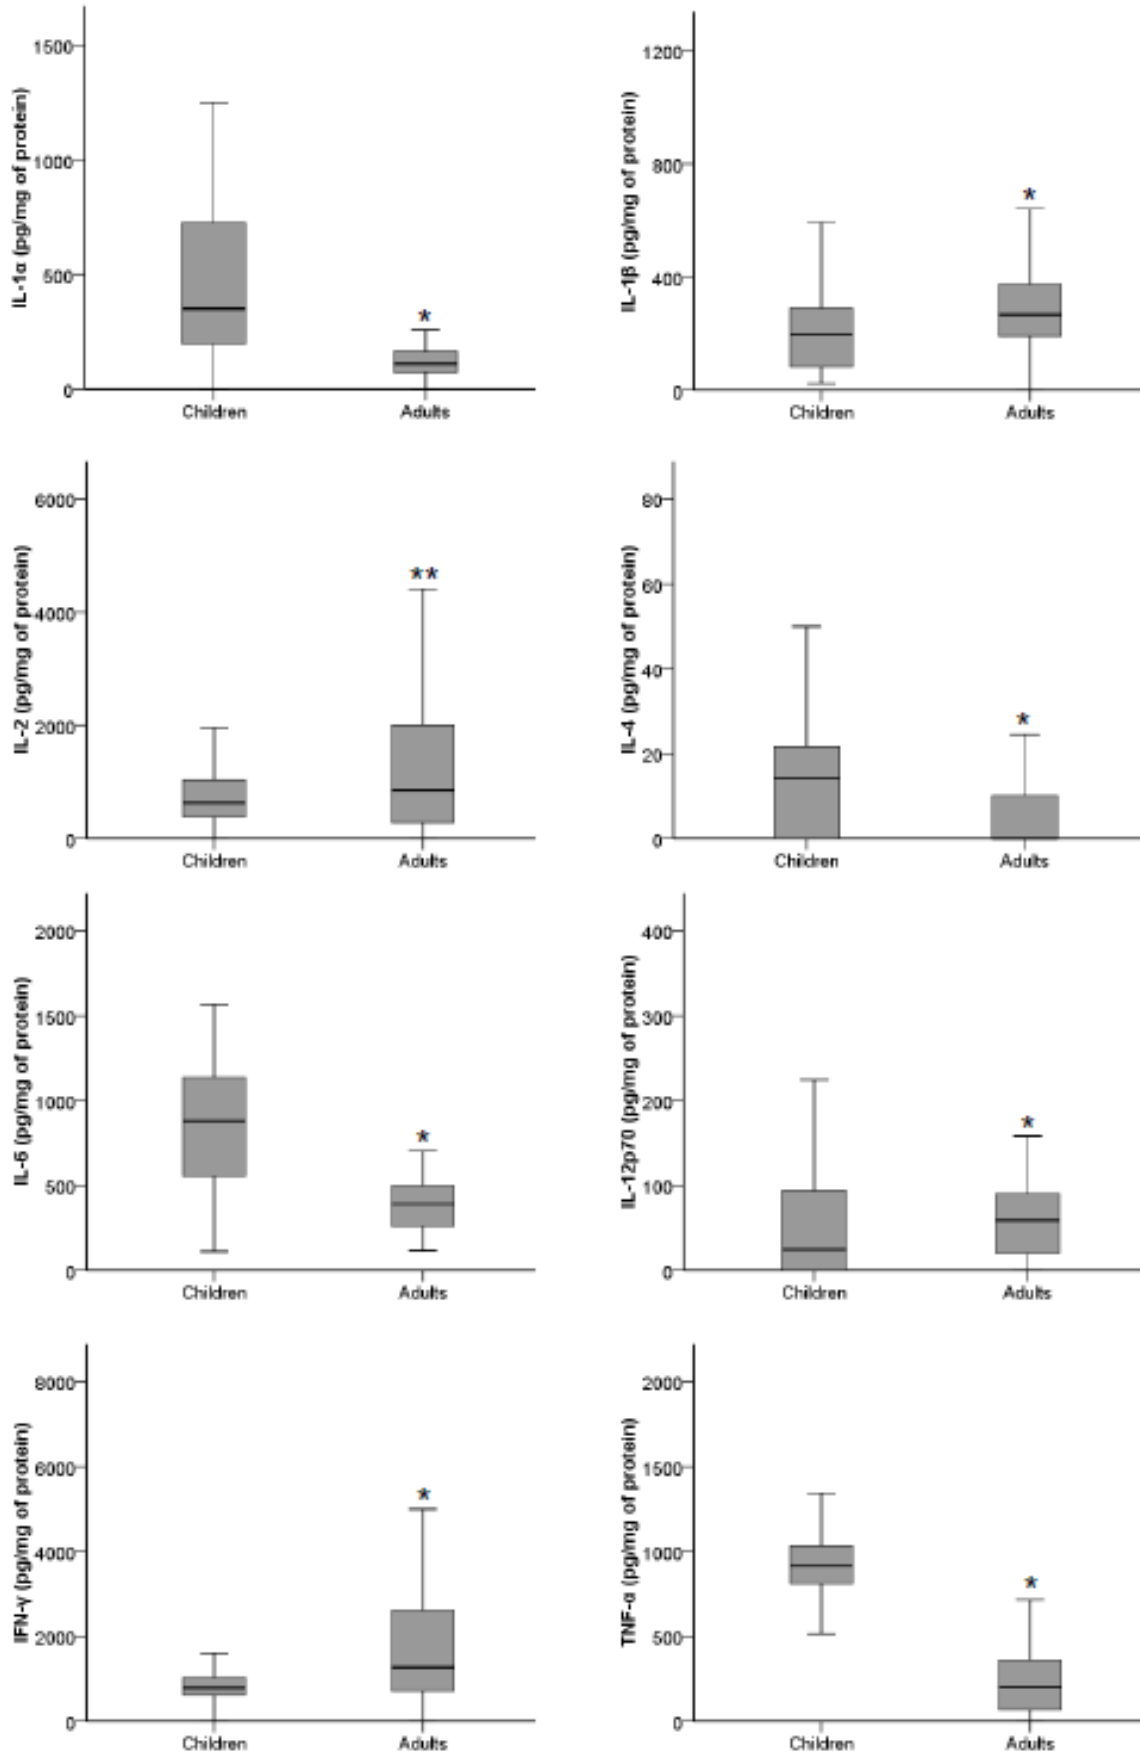 IL-1α (pg/mg of protein)
1500
1000
500
0
*
Children
Adults
IL-1β (pg/mg of protein)
1200
800
400
0
*
Children
Adults
IL-2 (pg/mg of protein)
6000
4000
2000
0
**
Children
Adults
IL-4 (pg/mg of protein)
80
60
40
20
0
*
Children
Adults
IL-6 (pg/mg of protein)
2000
1500
1000
500
0
*
Children
Adults
IL-12p70 (pg/mg of protein)
400
300
200
100
0
*
Children
Adults
IFN-γ (pg/mg of protein)
8000
6000
4000
2000
0
*
Children
Adults
TNF-α (pg/mg of protein)
2000
1500
1000
500
0
*
Children
Adults